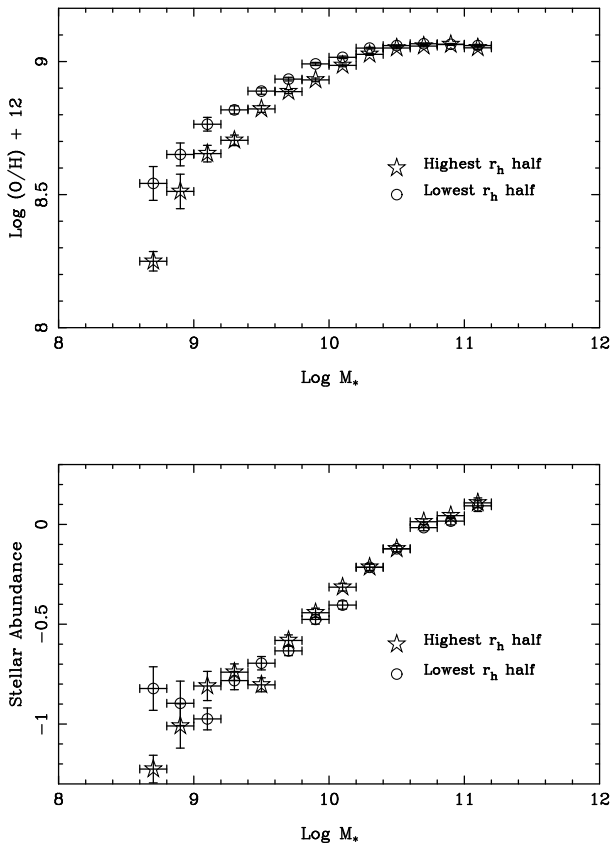 9
8.5
8
Log (O/H) + 12
Highest r_h half
Lowest r_h half
8 9 10 11 12
Log M_*
0
−0.5
−1
Stellar Abundance
Highest r_h half
Lowest r_h half
8 9 10 11 12
Log M_*